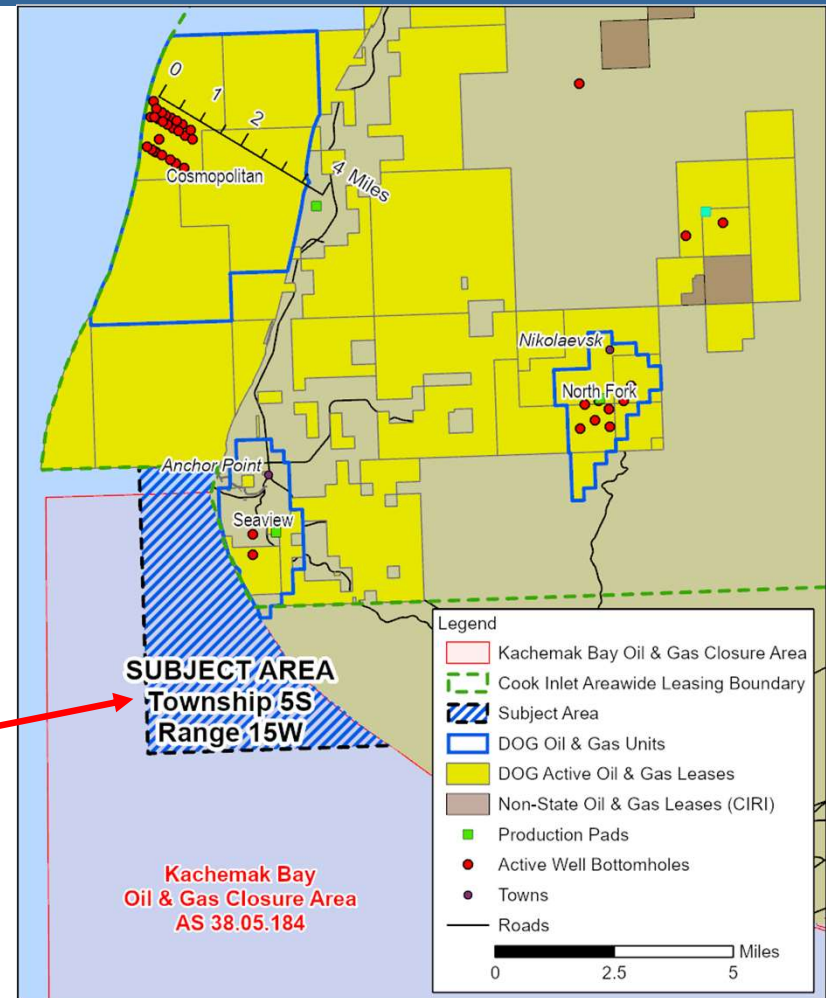 0
1
2
4 Miles
Cosmopolitan
Nikolaevsk
North Fork
Anchor Point
Seaview
SUBJECT AREA
Township 5S
Range 15W
Kachemak Bay
Oil & Gas Closure Area
AS 38.05.184
Legend
Kachemak Bay Oil & Gas Closure Area
Cook Inlet Areawide Leasing Boundary
Subject Area
DOG Oil & Gas Units
DOG Active Oil & Gas Leases
Non-State Oil & Gas Leases (CIRI)
Production Pads
Active Well Bottomholes
Towns
Roads
Miles
0 2.5 5